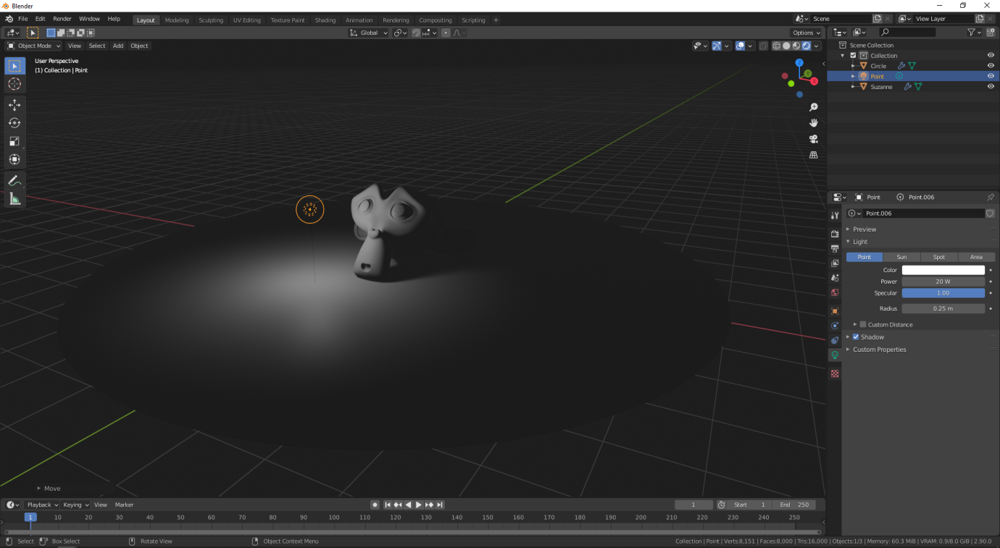 Blender
File Edit Render Window Help Layout Modeling Sculpting UV Editing Texture Paint Shading Animation Rendering Compositing Scripting + Scene View Layer
Global Options
Object Mode View Select Add Object
User Perspective
(1) Collection | Point
Z
Y
X
Move
Scene Collection
Collection
Circle
Point
Suzanne
Point Point.006
Point.006
Preview
Light
Point Sun Spot Area
Color
Power 20 W
Specular 1.00
Radius 0.25 m
Custom Distance
Shadow
Custom Properties
Playback Keying View Marker 1 Start 1 End 250
1 10 20 30 40 50 60 70 80 90 100 110 120 130 140 150 160 170 180 190 200 210 220 230 240 250
Select Box Select Rotate View Object Context Menu Collection | Point | Verts:8,151 | Faces:8,000 | Tris:16,000 | Objects:1/3 | Memory: 60.3 MiB | VRAM: 0.9/8.0 GiB | 2.90.0